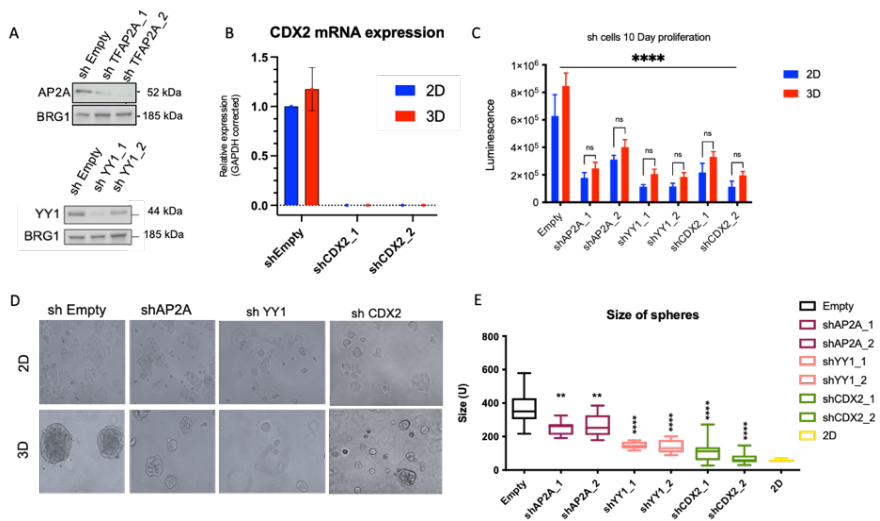 A
sh Empty
sh TFAP2A_1
sh TFAP2A_2
AP2A
52 kDa
BRG1
185 kDa
sh Empty
sh YY1_1
sh YY1_2
YY1
44 kDa
BRG1
185 kDa
B
CDX2 mRNA expression
Relative expression
(GAPDH corrected)
1.5
1.0
0.5
0.0
2D
3D
shEmpty
shCDX2_1
shCDX2_2
C
sh cells 10 Day proliferation
****
Luminescence
1×10⁶
8×10⁵
6×10⁵
4×10⁵
2×10⁵
0
ns
ns
ns
ns
ns
ns
2D
3D
Empty
shAP2A_1
shAP2A_2
shYY1_1
shYY1_2
shCDX2_1
shCDX2_2
D
sh Empty
shAP2A
sh YY1
sh CDX2
2D
3D
E
Size of spheres
Size (U)
800
600
400
200
0
**
**
****
****
****
****
Empty
shAP2A_1
shAP2A_2
shYY1_1
shYY1_2
shCDX2_1
shCDX2_2
2D
Empty
shAP2A_1
shAP2A_2
shYY1_1
shYY1_2
shCDX2_1
shCDX2_2
2D